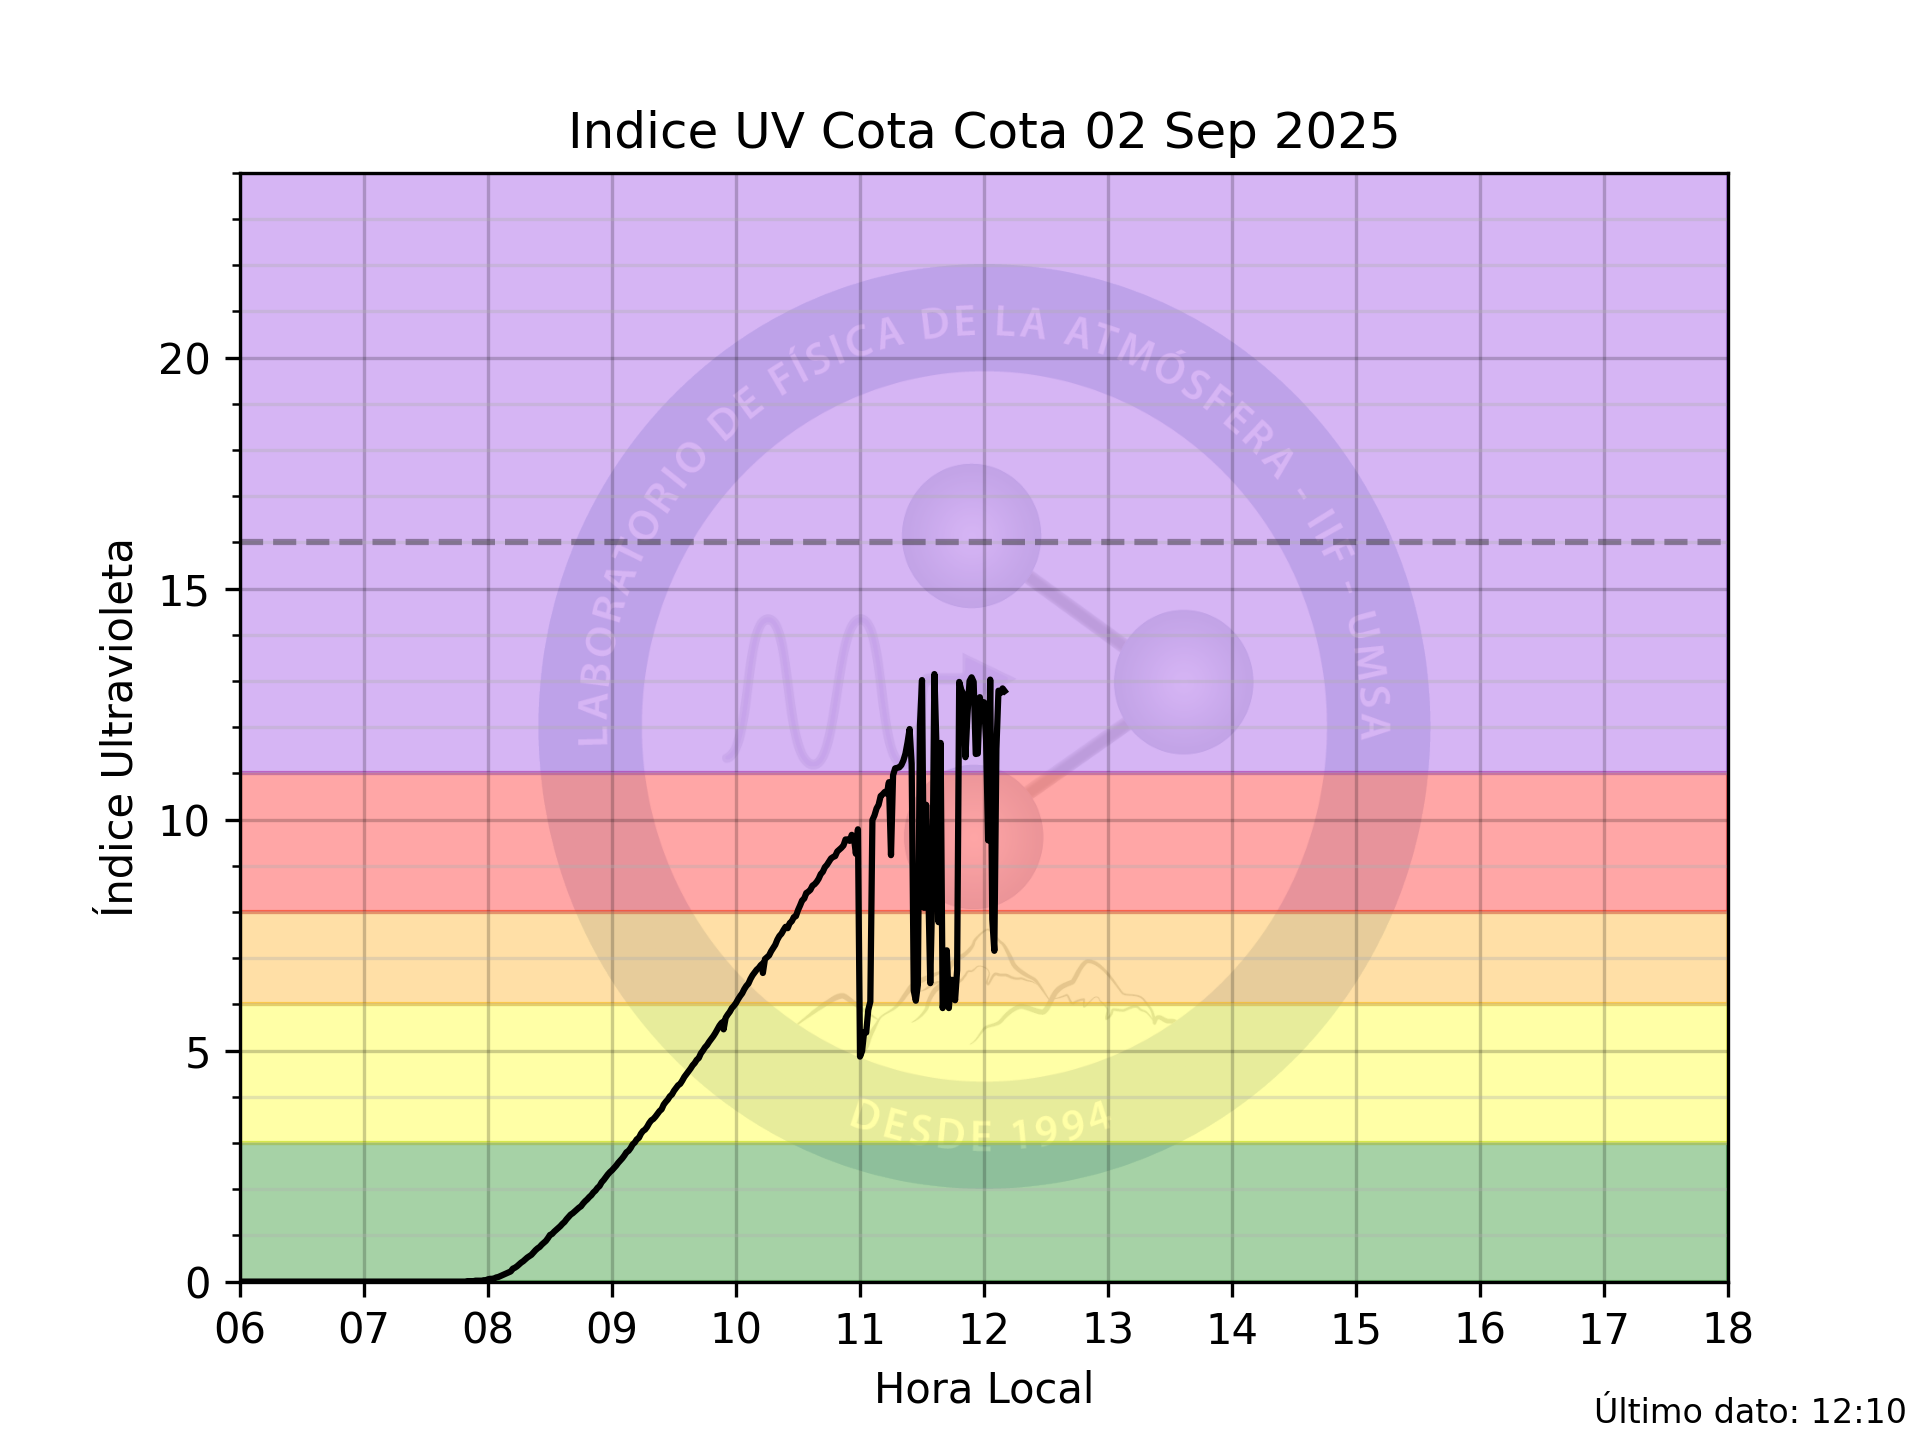 Indice UV Cota Cota 02 Sep 2025
Índice Ultravioleta
20
15
10
5
0
LABORATORIO DE FÍSICA DE LA ATMÓSFERA - IIF - UMSA
DESDE 1994
06 07 08 09 10 11 12 13 14 15 16 17 18
Hora Local
Último dato: 12:10